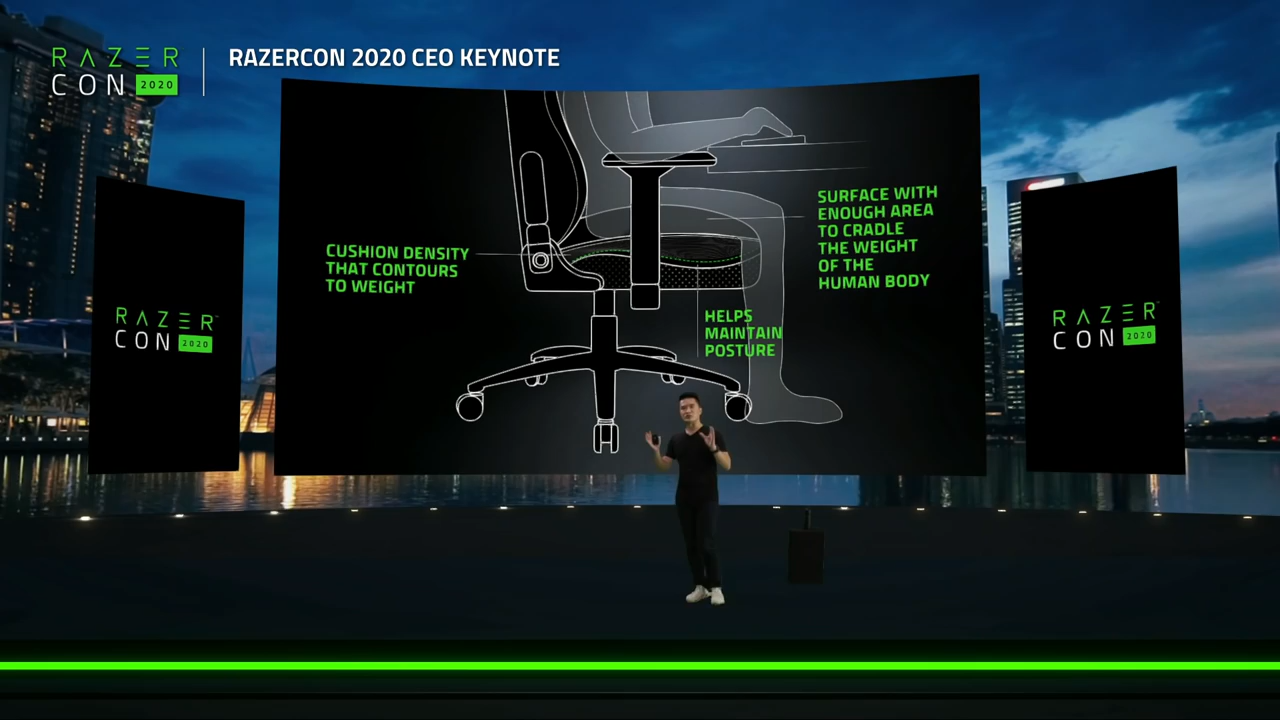 RAZER
CON 2020
RAZERCON 2020 CEO KEYNOTE
CUSHION DENSITY
THAT CONTOURS
TO WEIGHT
SURFACE WITH
ENOUGH AREA
TO CRADLE
THE WEIGHT
OF THE
HUMAN BODY
HELPS
MAINTAIN
POSTURE
RAZER
CON 2020
RAZER
CON 2020